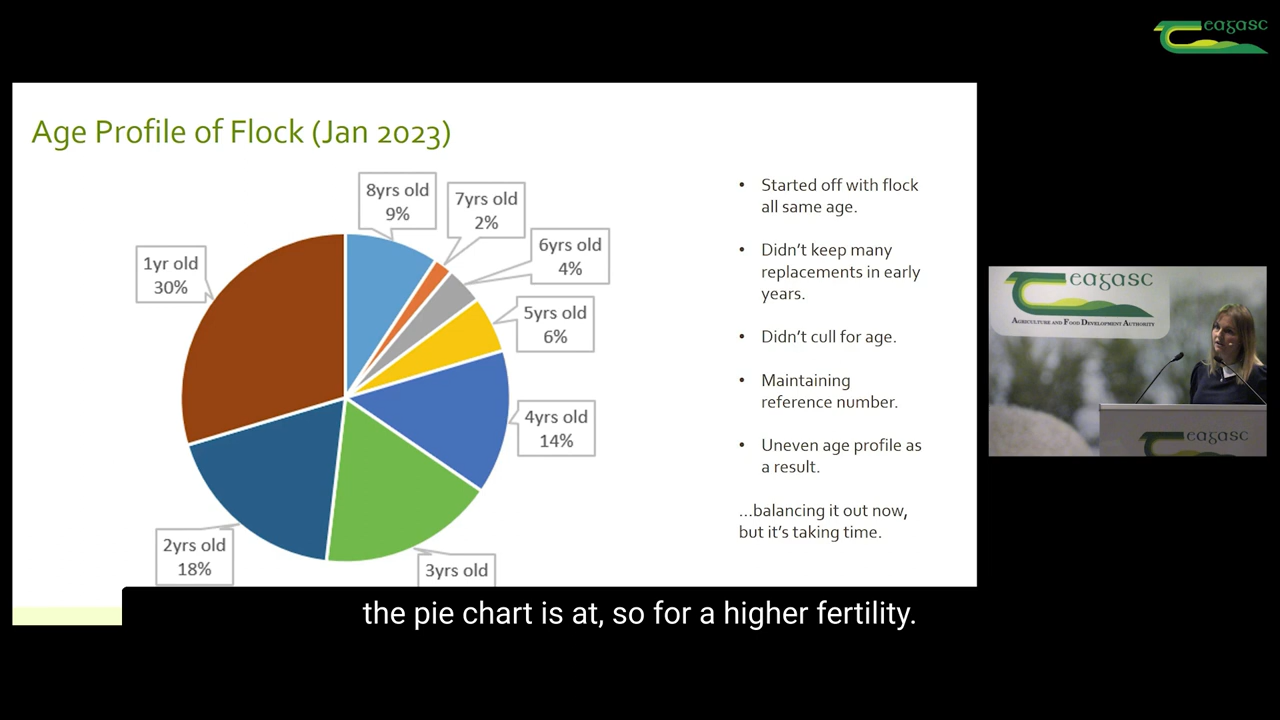 eagasc
Age Profile of Flock (Jan 2023)
8yrs old
9%
7yrs old
2%
6yrs old
4%
1yr old
30%
5yrs old
6%
4yrs old
14%
2yrs old
18%
3yrs old
• Started off with flock
all same age.
• Didn't keep many
replacements in early
years.
• Didn't cull for age.
• Maintaining
reference number.
• Uneven age profile as
a result.
...balancing it out now,
but it's taking time.
eagasc
AGRICULTURE AND FOOD DEVELOPMENT AUTHORITY
eagasc
the pie chart is at, so for a higher fertility.